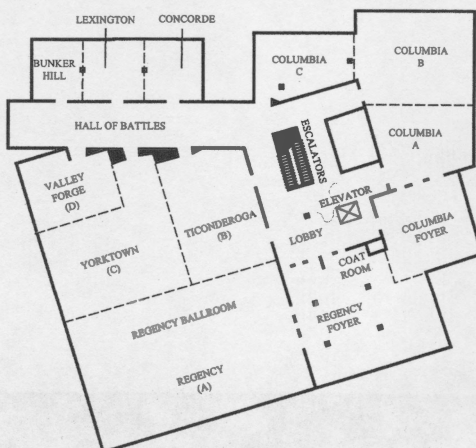 LEXINGTON
CONCORDE
BUNKER
HILL
COLUMBIA
C
COLUMBIA
B
HALL OF BATTLES
ESCALATORS
COLUMBIA
A
VALLEY
FORGE
(D)
ELEVATOR
TICONDEROGA
(B)
LOBBY
COLUMBIA
FOYER
YORKTOWN
(C)
COAT
ROOM
REGENCY BALLROOM
REGENCY
FOYER
REGENCY
(A)